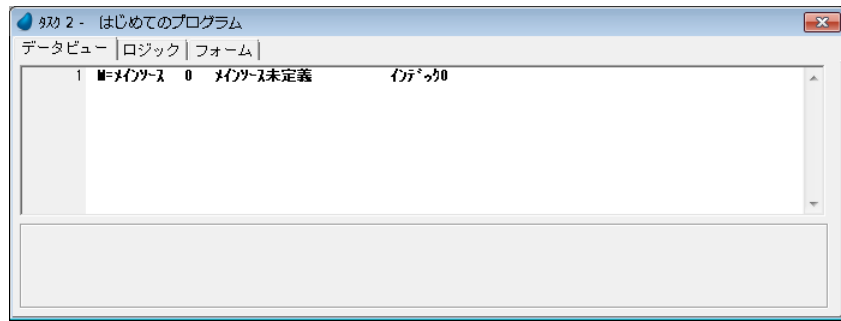 ﾀｽｸ 2 - はじめてのプログラム
データビュー ロジック フォーム
1 M=ﾒｲﾝｿｰｽ 0 ﾒｲﾝｿｰｽ未定義 ｲﾝﾃﾞｯｸ0